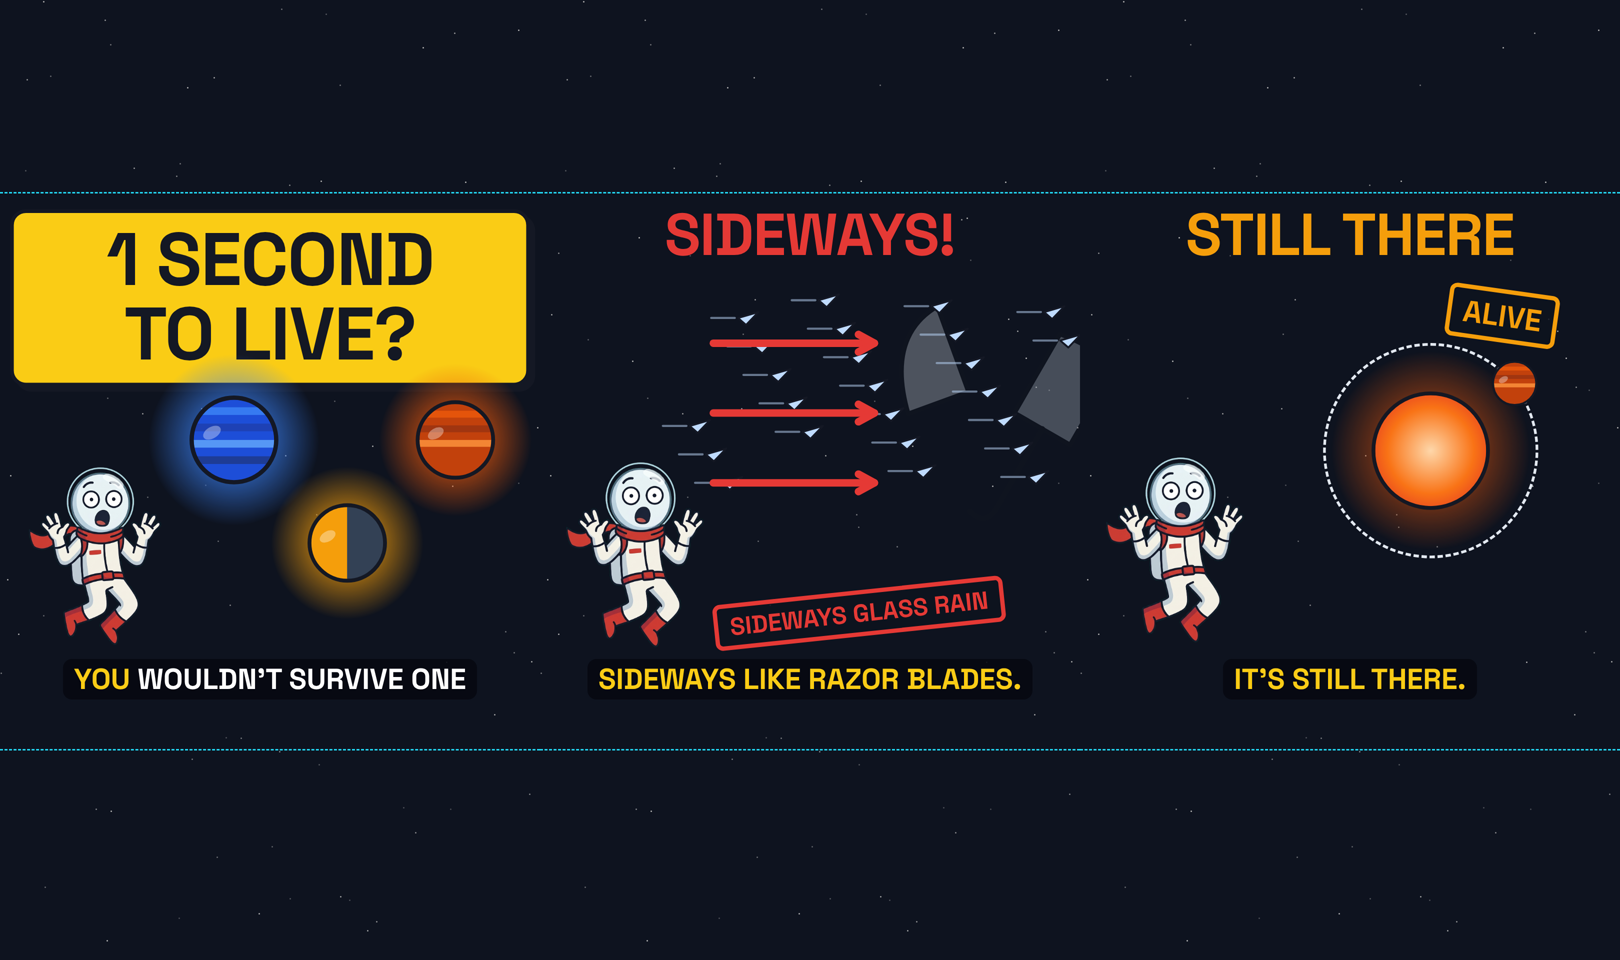 1 SECOND
TO LIVE?
YOU WOULDN'T SURVIVE ONE
SIDEWAYS!
SIDEWAYS GLASS RAIN
SIDEWAYS LIKE RAZOR BLADES.
STILL THERE
ALIVE
IT'S STILL THERE.